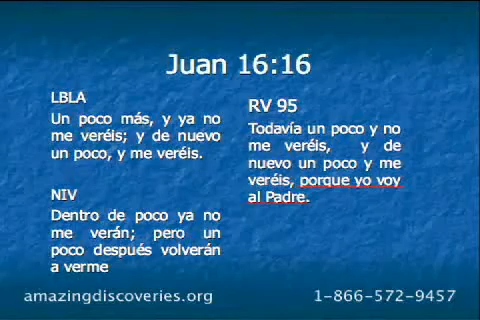 Juan 16:16
LBLA
Un poco más, y ya no
me veréis; y de nuevo
un poco, y me veréis.
NIV
Dentro de poco ya no
me verán; pero un
poco después volverán
a verme
RV 95
Todavía un poco y no
me veréis, y de
nuevo un poco y me
veréis, porque yo voy
al Padre.
amazingdiscoveries.org
1-866-572-9457